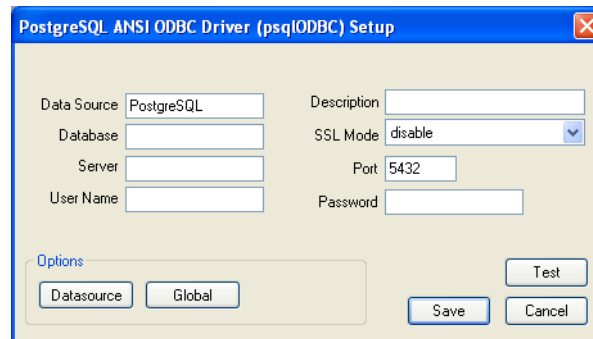 PostgreSQL ANSI ODBC Driver (psqlODBC) Setup
Data Source PostgreSQL
Description
Database
SSL Mode disable
Server
Port 5432
User Name
Password
Options
Datasource Global
Test
Save Cancel